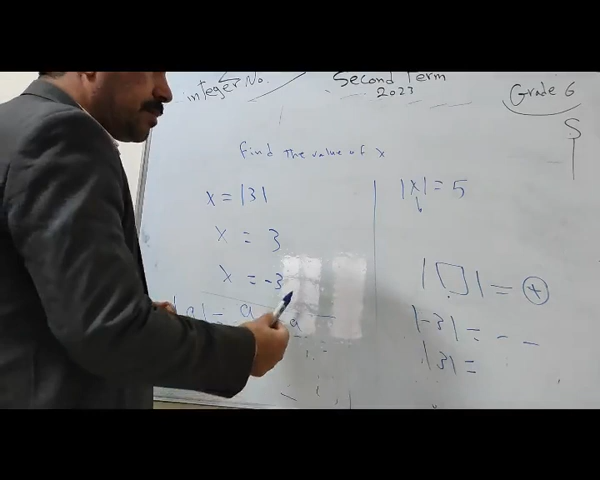 integer No.
Second Term
2023
Grade 6
S
find the value of x
x = |3|
x = 3
x = -3
|a| = a
a
|x| = 5
| | = +
|-3| = - -
|3| =